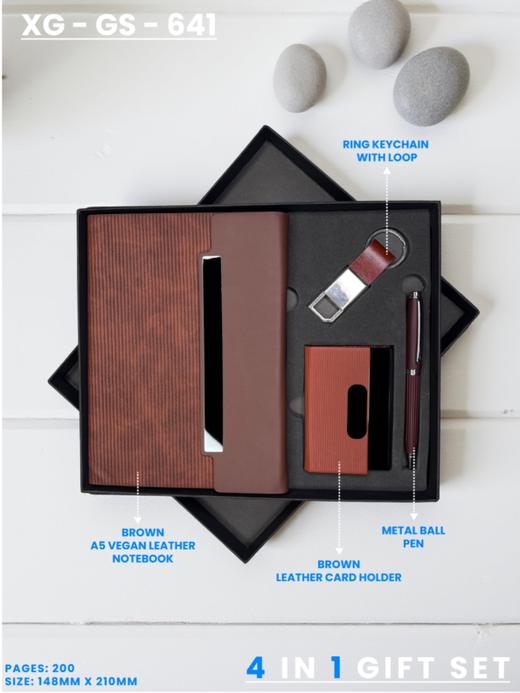 XG - GS - 641
RING KEYCHAIN
WITH LOOP
BROWN
A5 VEGAN LEATHER
NOTEBOOK
METAL BALL
PEN
BROWN
LEATHER CARD HOLDER
PAGES: 200
SIZE: 148MM X 210MM
4 IN 1 GIFT SET